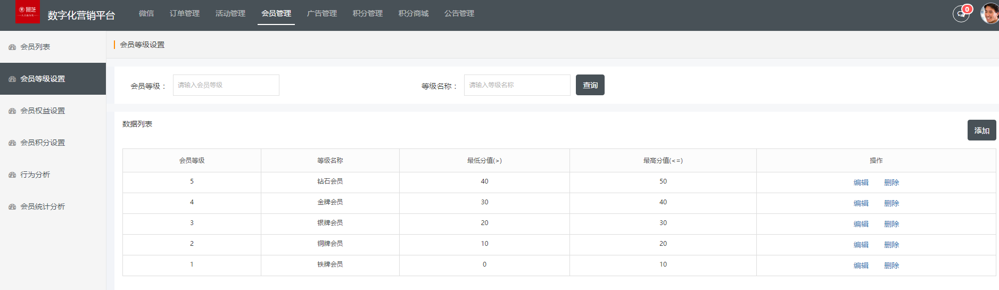 景芝
数字化营销平台 微信 订单管理 活动管理 会员管理 广告管理 积分管理 积分商城 公告管理 0
会员列表
会员等级设置
会员权益设置
会员积分设置
行为分析
会员统计分析
会员等级设置
会员等级： 请输入会员等级 等级名称： 请输入等级名称 查询
数据列表
添加
会员等级 等级名称 最低分值(>) 最高分值(<=) 操作
5 钻石会员 40 50 编辑 删除
4 金牌会员 30 40 编辑 删除
3 银牌会员 20 30 编辑 删除
2 铜牌会员 10 20 编辑 删除
1 铁牌会员 0 10 编辑 删除